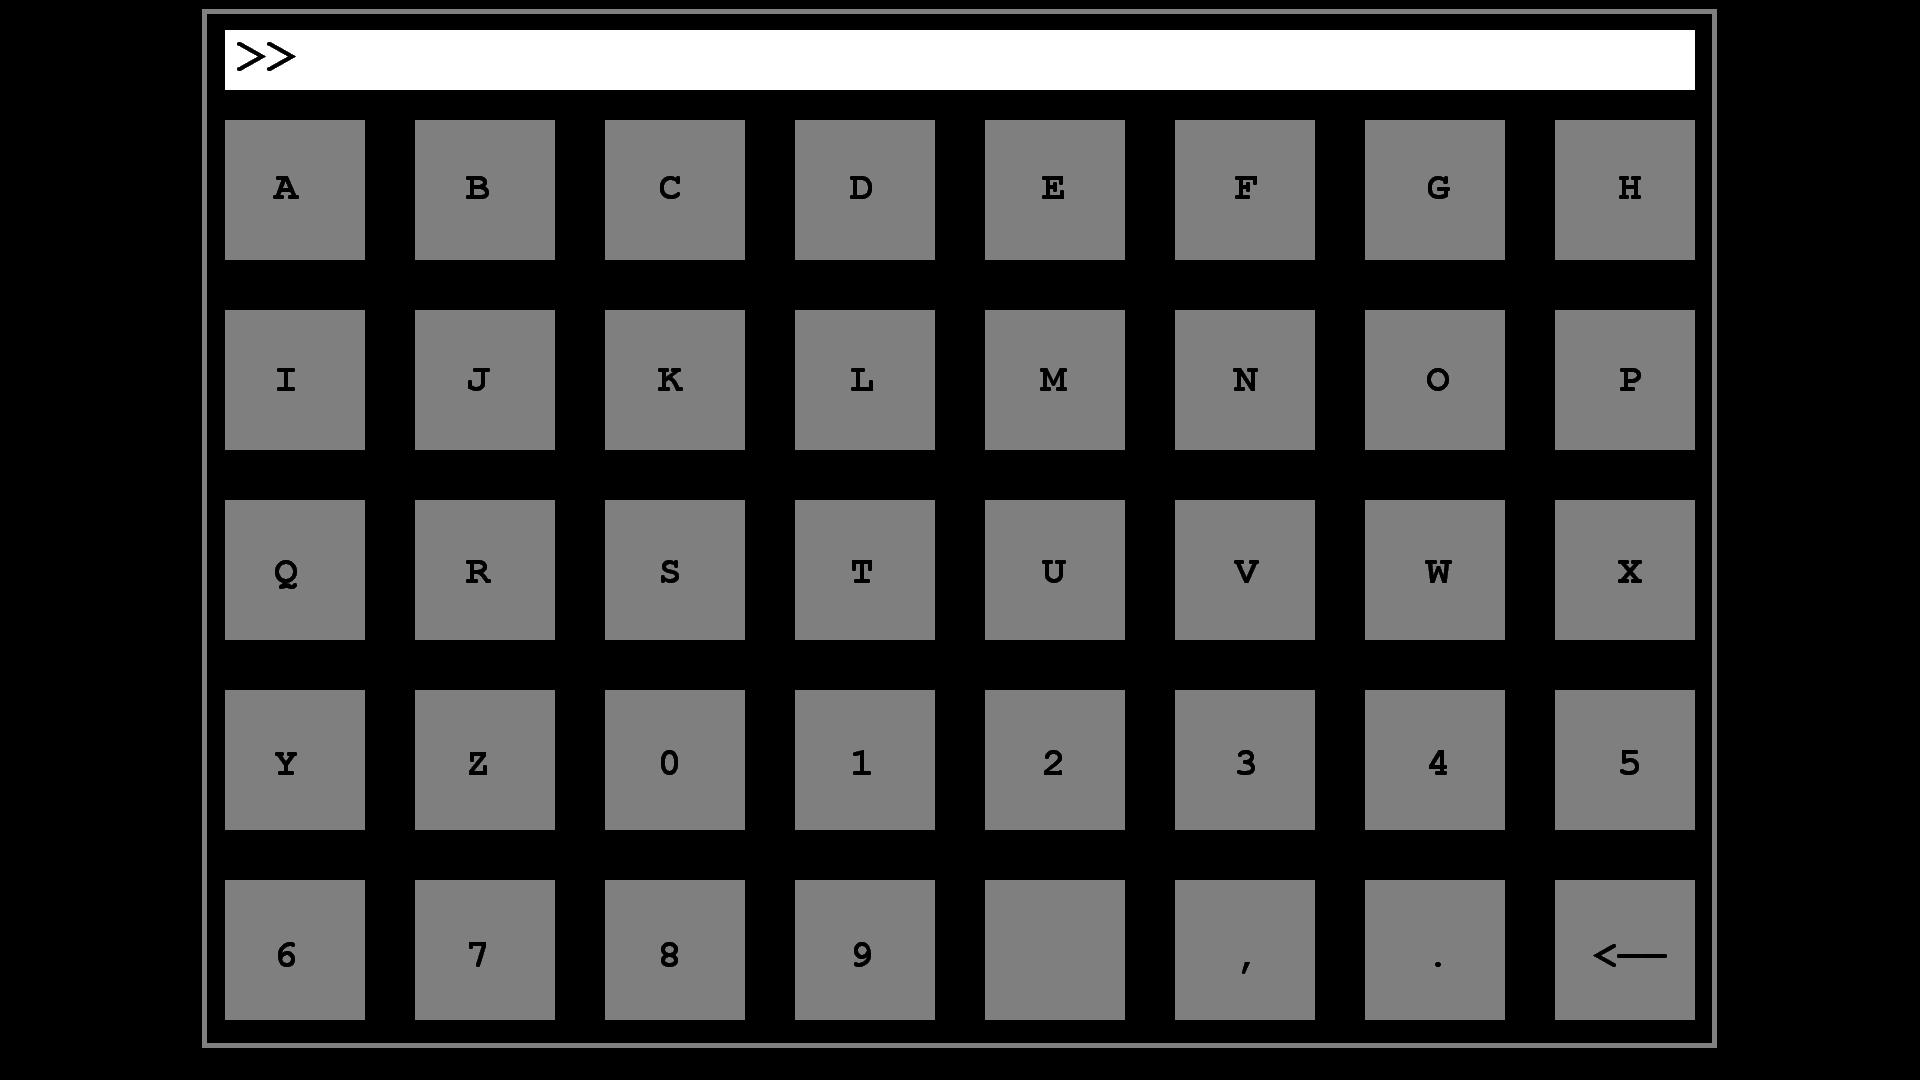 >>
A B C D E F G H
I J K L M N O P
Q R S T U V W X
Y Z 0 1 2 3 4 5
6 7 8 9 , . <—